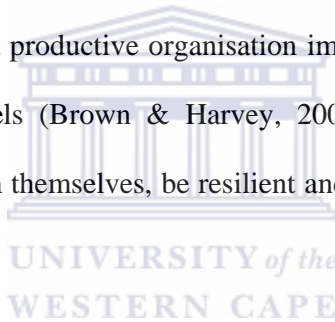 productive organisation im
els (Brown & Harvey, 200
themselves, be resilient and
UNIVERSITY of the
WESTERN CAPE